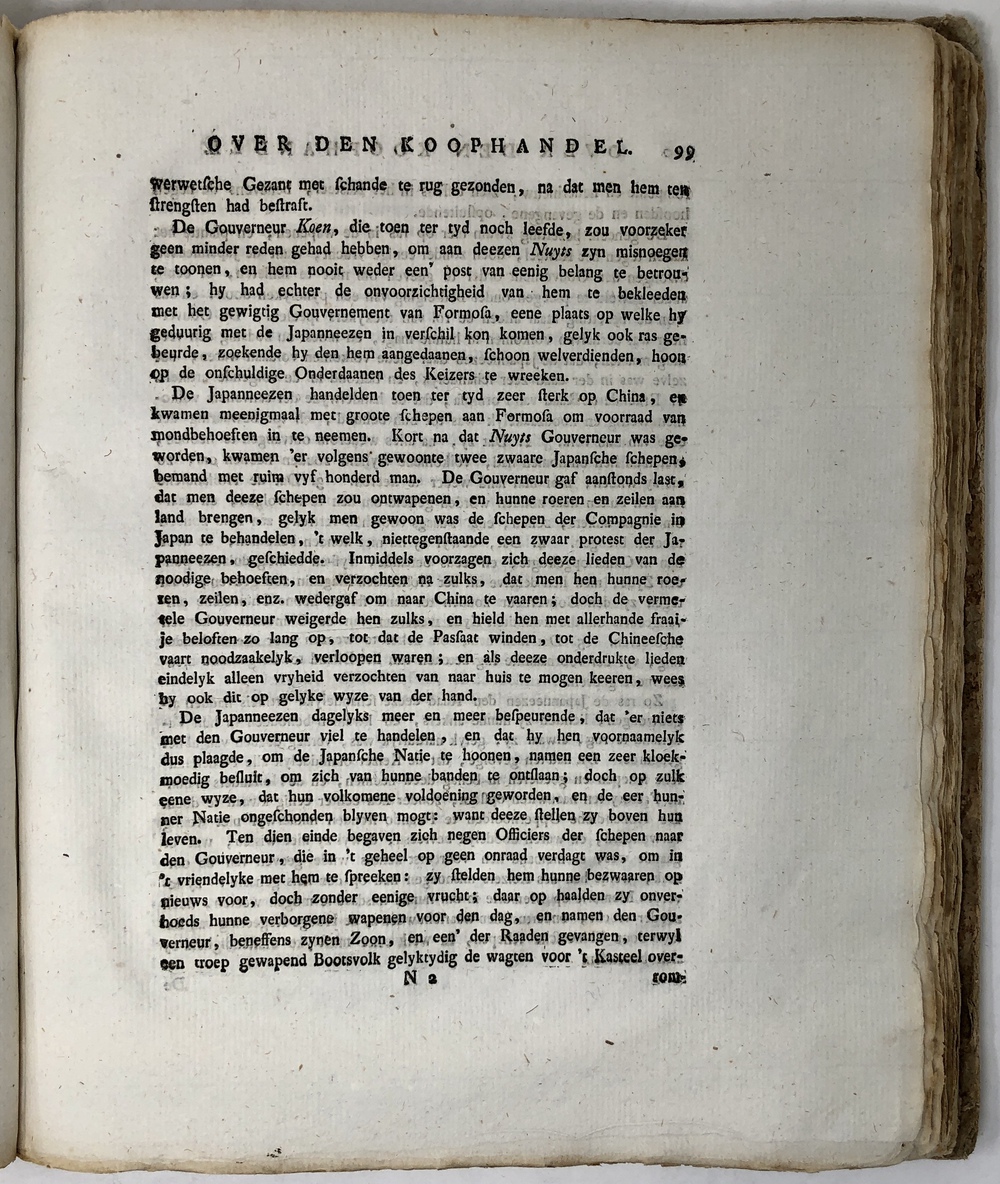 OVER DEN KOOPHANDEL. 99
werwetſche Gezant met ſchande te rug gezonden, na dat men hem ten
ſtrengſten had beſtraft.
De Gouverneur Koen, die toen ter tyd noch leefde, zou voorzeker
geen minder reden gehad hebben, om aan deezen Nuyts zyn misnoegen
te toonen, en hem nooit weder een' post van eenig belang te betrou-
wen; hy had echter de onvoorzichtigheid van hem te bekleeden
met het gewigtig Gouvernement van Formoſa, eene plaats op welke hy
geduurig met de Japanneezen in verſchil kon komen, gelyk ook ras ge-
beurde, zoekende hy den hem aangedaanen, ſchoon welverdienden, hoon
op de onſchuldige Onderdaanen des Keizers te wreeken.
De Japanneezen handelden toen ter tyd zeer ſterk op China, en
kwamen meenigmaal met groote ſchepen aan Formoſa om voorraad van
mondbehoeften in te neemen. Kort na dat Nuyts Gouverneur was ge-
worden, kwamen 'er volgens gewoonte twee zwaare Japanſche ſchepen,
bemand met ruim vyf honderd man. De Gouverneur gaf aanſtonds last,
dat men deeze ſchepen zou ontwapenen, en hunne roeren en zeilen aan
land brengen, gelyk men gewoon was de ſchepen der Compagnie in
Japan te behandelen, 't welk, niettegenſtaande een zwaar protest der Ja-
panneezen, geſchiedde. Inmiddels voorzagen zich deeze lieden van de
noodige behoeften, en verzochten na zulks, dat men hen hunne roe-
ren, zeilen, enz. wedergaf om naar China te vaaren; doch de verme-
tele Gouverneur weigerde hen zulks, en hield hen met allerhande fraai-
je beloften zo lang op, tot dat de Pasſaat winden, tot de Chineeſche
vaart noodzaakelyk, verloopen waren; en als deeze onderdrukte lieden
eindelyk alleen vryheid verzochten van naar huis te mogen keeren, wees
hy ook dit op gelyke wyze van der hand.
De Japanneezen dagelyks meer en meer beſpeurende, dat 'er niets
met den Gouverneur viel te handelen, en dat hy hen voornaamelyk
dus plaagde, om de Japanſche Natie te hoonen, namen een zeer kloek-
moedig beſluit, om zich van hunne banden te ontſlaan; doch op zulk
eene wyze, dat hun volkomene voldoening geworden, en de eer hun-
ner Natie ongeſchonden blyven mogt: want deeze ſtellen zy boven hun
leven. Ten dien einde begaven zich negen Officiers der ſchepen naar
den Gouverneur, die in 't geheel op geen onraad verdagt was, om in
't vriendelyke met hem te ſpreeken: zy ſtelden hem hunne bezwaaren op
nieuws voor, doch zonder eenige vrucht; daar op haalden zy onver-
hoeds hunne verborgene wapenen voor den dag, en namen den Gou-
verneur, beneffens zynen Zoon, en een' der Raaden gevangen, terwyl
een troep gewapend Bootsvolk gelyktydig de wagten voor 't Kasteel over-
N 2 rom-